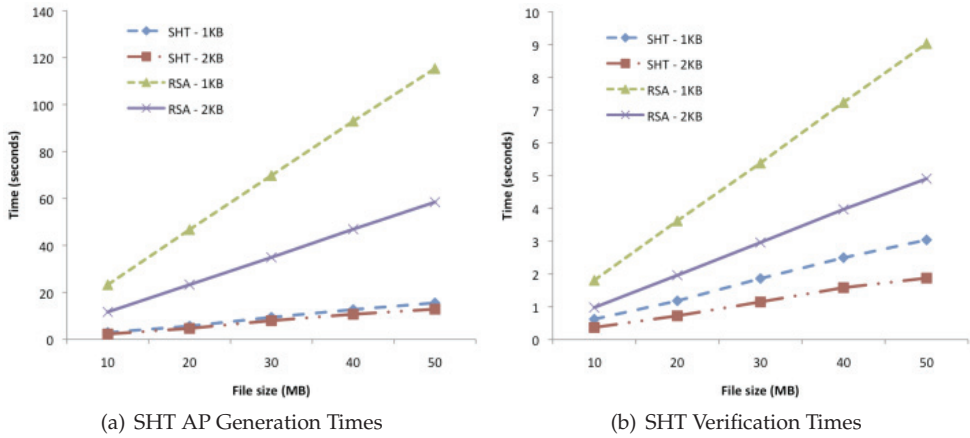 140
120
100
80
60
40
20
0
Time (seconds)
SHT - 1KB
SHT - 2KB
RSA - 1KB
RSA - 2KB
10 20 30 40 50
File size (MB)
(a) SHT AP Generation Times
10
9
8
7
6
5
4
3
2
1
0
Time (seconds)
SHT - 1KB
SHT - 2KB
RSA - 1KB
RSA - 2KB
10 20 30 40 50
File size (MB)
(b) SHT Verification Times